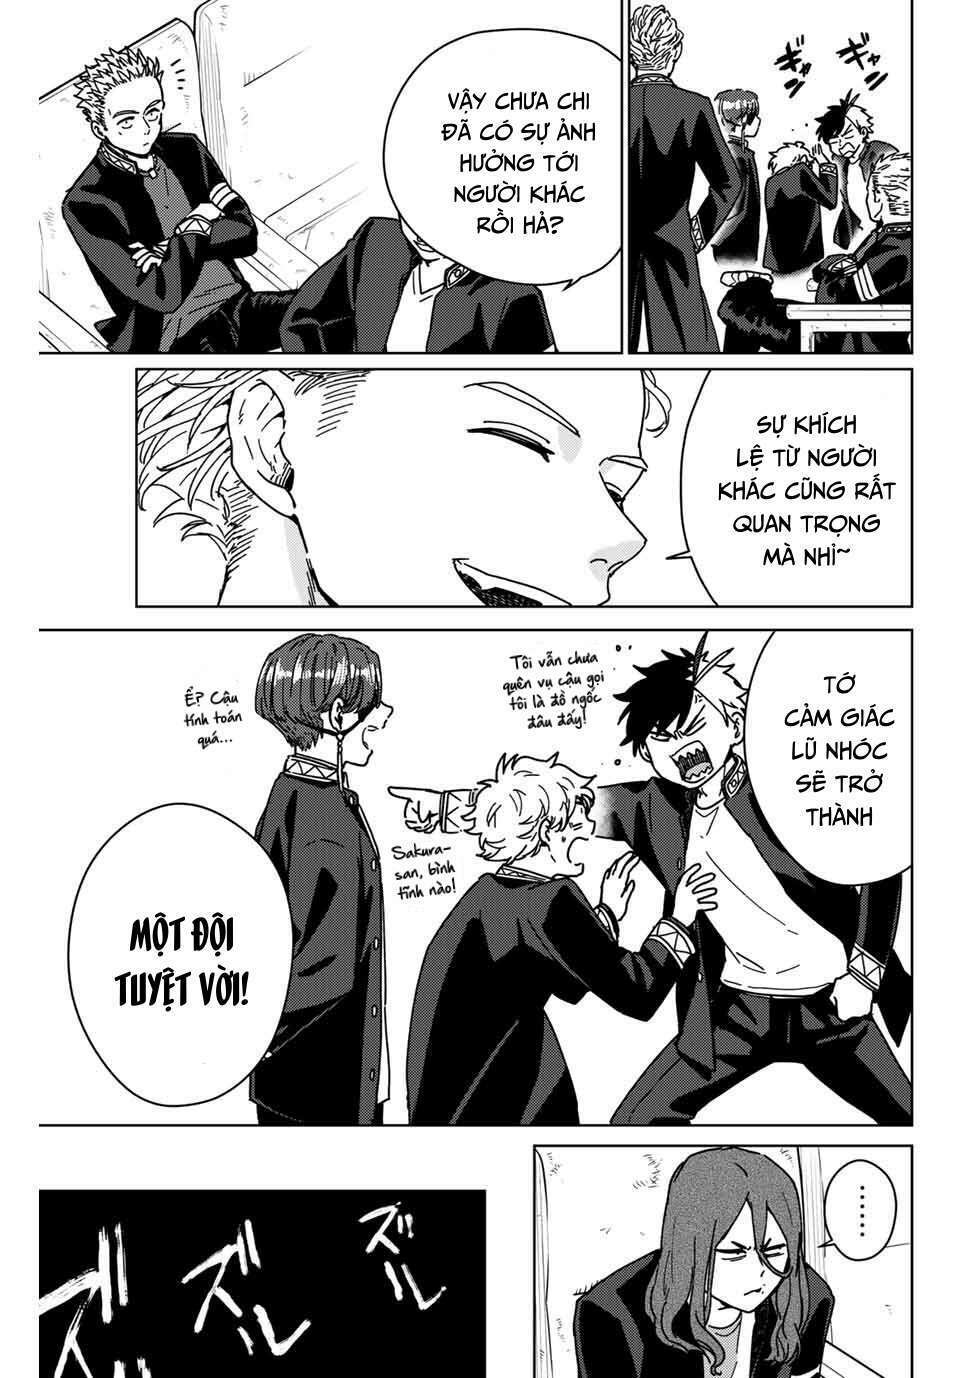 ギャ
ギャ
VẬY CHƯA CHI
ĐÃ CÓ SỰ ẢNH
HƯỞNG TỚI
NGƯỜI KHÁC
RỒI HẢ?
SỰ KHÍCH
LỆ TỪ NGƯỜI
KHÁC CŨNG RẤT
QUAN TRỌNG
MÀ NHỈ~
TỚ
CẢM GIÁC
LŨ NHÓC
SẼ TRỞ
THÀNH
Tôi vẫn chưa
quên vụ cậu gọi
tôi là đồ ngốc
đâu đấy!
Ể? Cậu
tính toán
quá...
Sakura-
san, bình
tĩnh nào!
MỘT ĐỘI
TUYỆT VỜI!
......
ズル
ズル
ズル